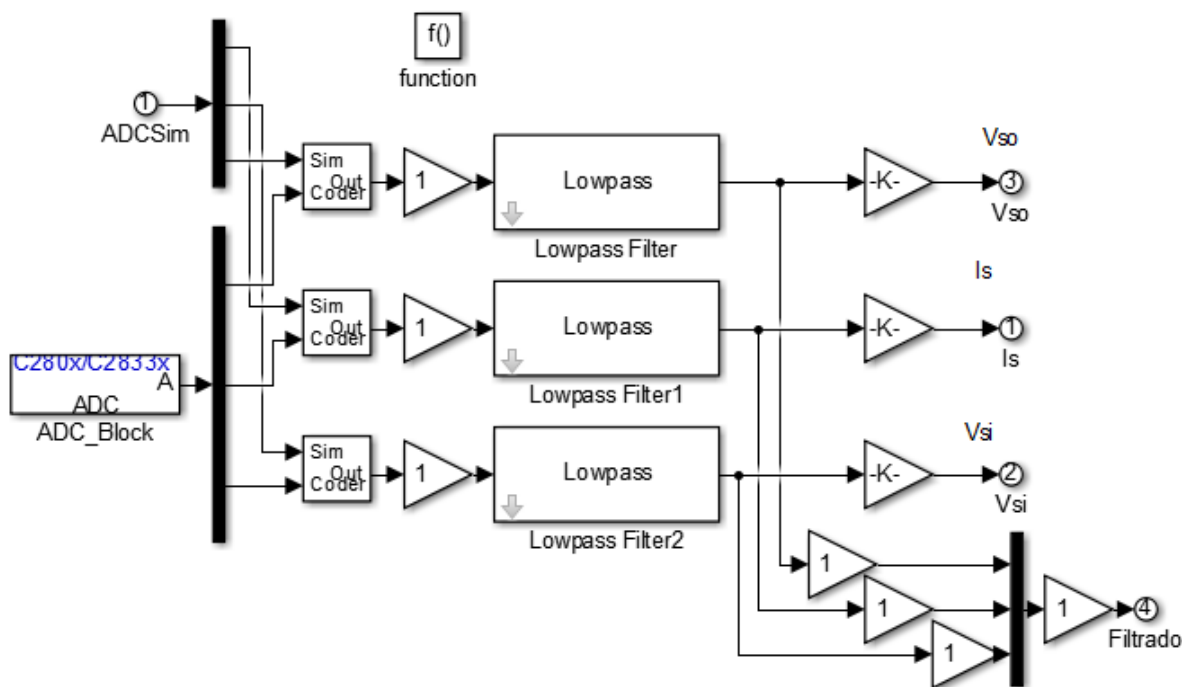 f()
function
1
ADCSim
Sim
Out
Coder
1
Lowpass
Lowpass Filter
-K-
Vso
3
Vso
Sim
Out
Coder
1
Lowpass
Lowpass Filter1
-K-
Is
1
Is
C280x/C2833x
A
ADC
ADC_Block
Sim
Out
Coder
1
Lowpass
Lowpass Filter2
-K-
Vsi
2
Vsi
1
1
1
1
4
Filtrado